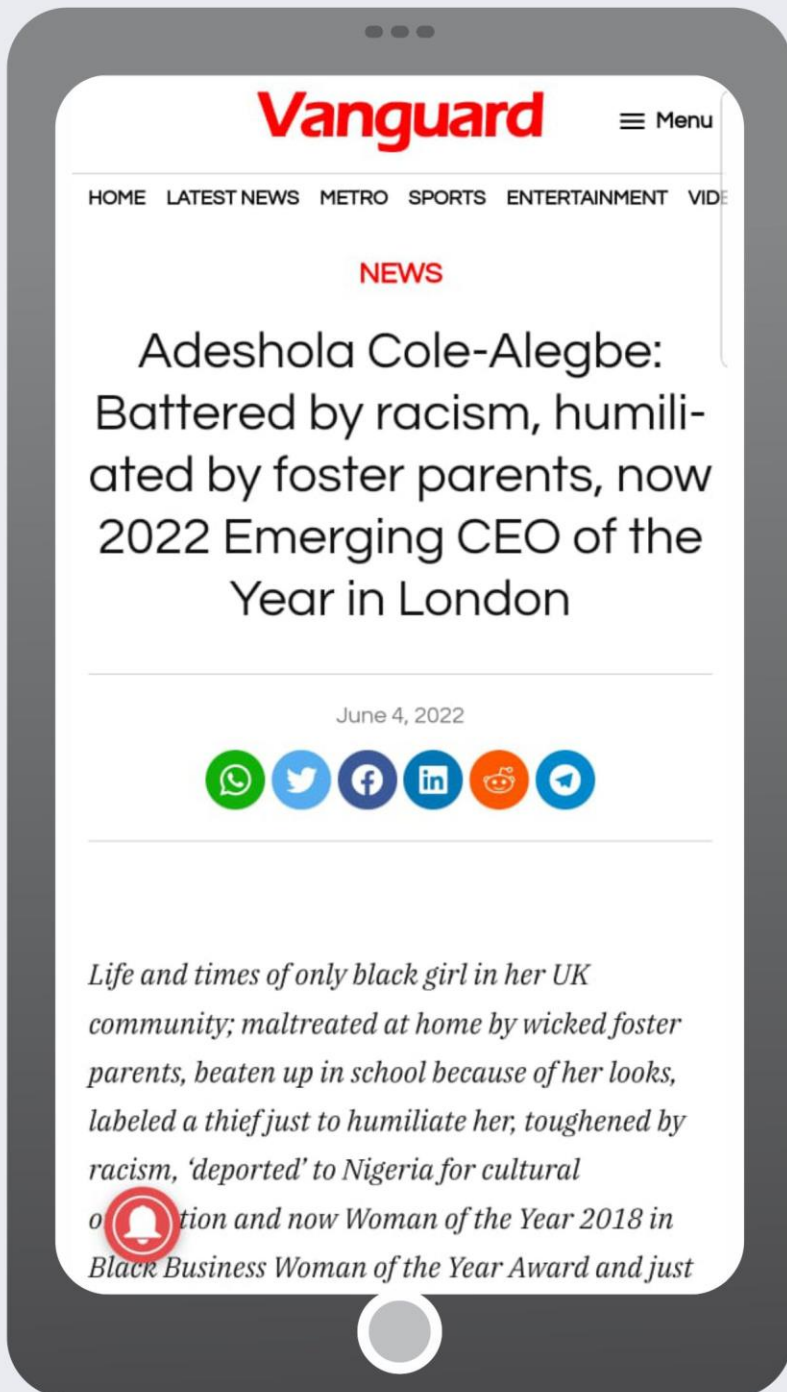 Vanguard
Menu
HOME LATEST NEWS METRO SPORTS ENTERTAINMENT VIDE
NEWS
Adeshola Cole-Alegbe:
Battered by racism, humili-
ated by foster parents, now
2022 Emerging CEO of the
Year in London
June 4, 2022
in
Life and times of only black girl in her UK
community; maltreated at home by wicked foster
parents, beaten up in school because of her looks,
labeled a thief just to humiliate her, toughened by
racism, ‘deported’ to Nigeria for cultural
o tion and now Woman of the Year 2018 in
Black Business Woman of the Year Award and just